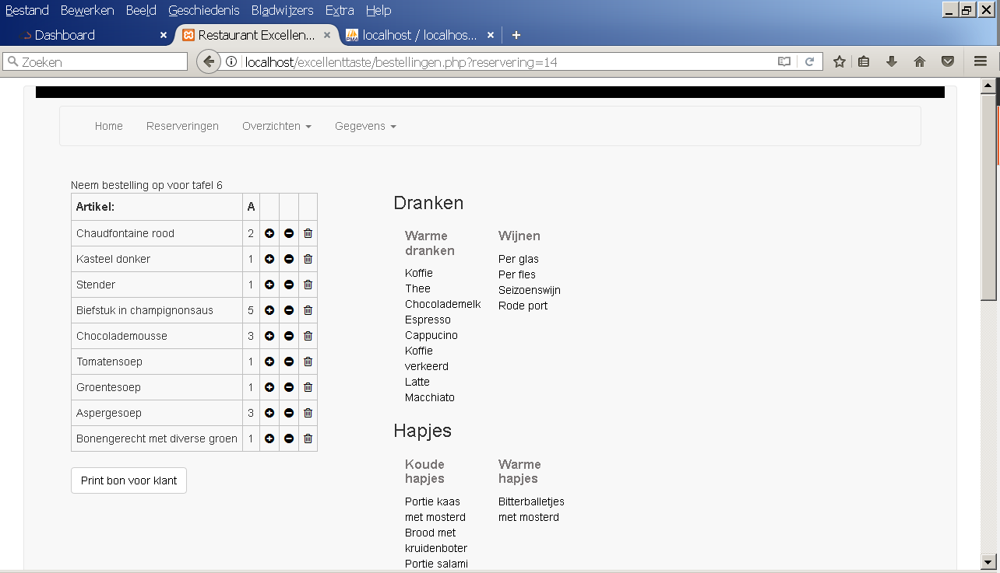 Bestand Bewerken Beeld Geschiedenis Bladwijzers Extra Help
Dashboard × Restaurant Excellen... × localhost / localhos... × +
Zoeken
localhost/excellenttaste/bestellingen.php?reservering=14
Home Reserveringen Overzichten Gegevens
Neem bestelling op voor tafel 6
Artikel: A
Chaudfontaine rood 2
Kasteel donker 1
Stender 1
Biefstuk in champignonsaus 5
Chocolademousse 3
Tomatensoep 1
Groentesoep 1
Aspergesoep 3
Bonengerecht met diverse groen 1
Print bon voor klant
Dranken
Warme
dranken
Koffie
Thee
Chocolademelk
Espresso
Cappucino
Koffie
verkeerd
Latte
Macchiato
Wijnen
Per glas
Per fles
Seizoenswijn
Rode port
Hapjes
Koude
hapjes
Portie kaas
met mosterd
Brood met
kruidenboter
Portie salami
Warme
hapjes
Bitterballetjes
met mosterd